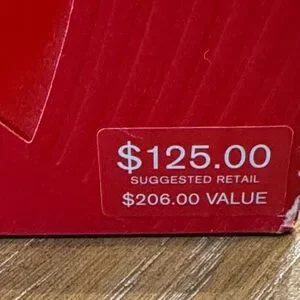 $125.00
SUGGESTED RETAIL
$206.00 VALUE